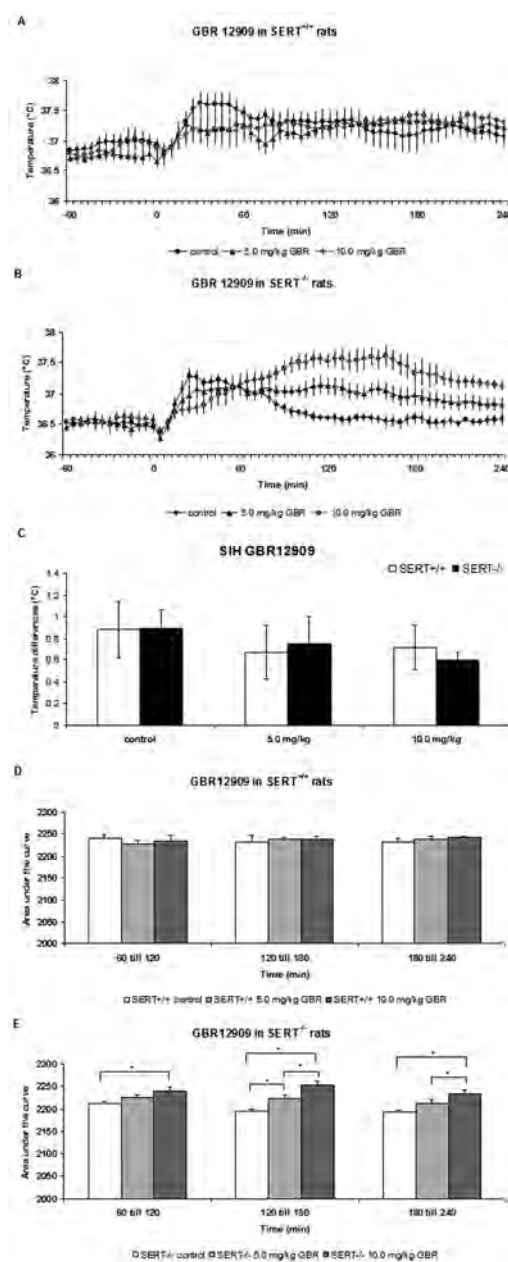 A
GBR 12909 in SERT+/+ rats
Temperature (°C)
38
37.5
37
36.5
36
-60 0 60 120 180 240
Time (min)
control 5.0 mg/kg GBR 10.0 mg/kg GBR
B
GBR 12909 in SERT-/- rats
Temperature (°C)
38
37.5
37
36.5
36
-60 0 60 120 180 240
Time (min)
control 5.0 mg/kg GBR 10.0 mg/kg GBR
C
SIH GBR12909
SERT+/+ SERT-/-
Temperature differences (°C)
1.4
1.2
1
0.8
0.6
0.4
0.2
0
control 5.0 mg/kg 10.0 mg/kg
D
GBR12909 in SERT+/+ rats
Area under the curve
2300
2250
2200
2150
2100
2050
2000
60 till 120 120 till 180 180 till 240
Time (min)
SERT+/+ control SERT+/+ 5.0 mg/kg GBR SERT+/+ 10.0 mg/kg GBR
E
GBR12909 in SERT-/- rats
Area under the curve
2300
2250
2200
2150
2100
2050
2000
* * * * * *
60 till 120 120 till 180 180 till 240
Time (min)
SERT-/- control SERT-/- 5.0 mg/kg GBR SERT-/- 10.0 mg/kg GBR